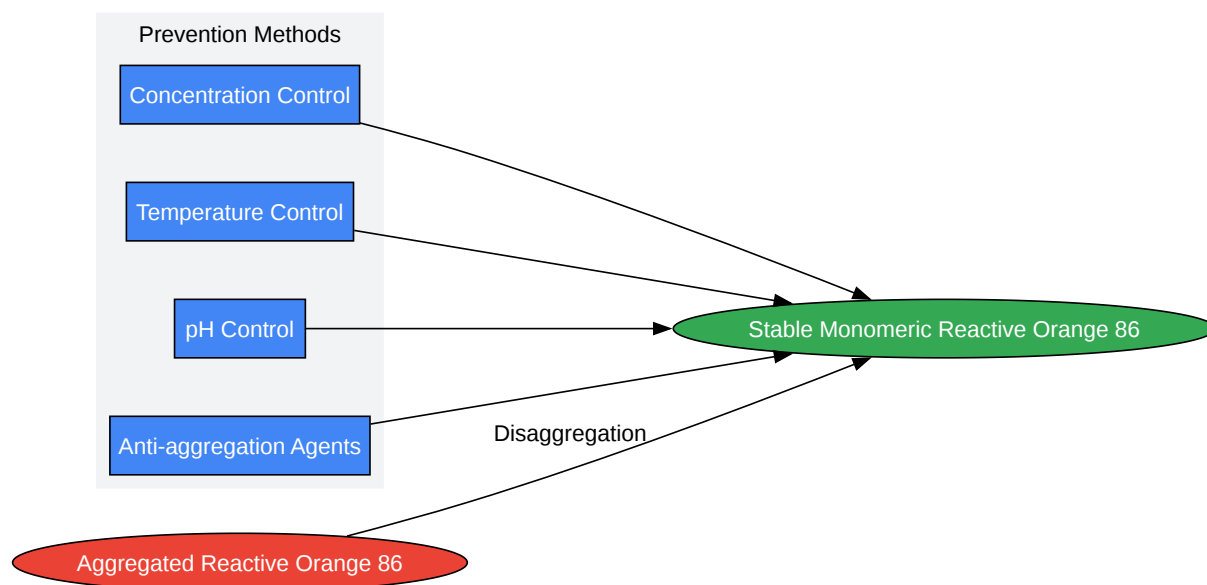 Prevention Methods
Concentration Control
Temperature Control
pH Control
Stable Monomeric Reactive Orange 86
Anti-aggregation Agents
Disaggregation
Aggregated Reactive Orange 86